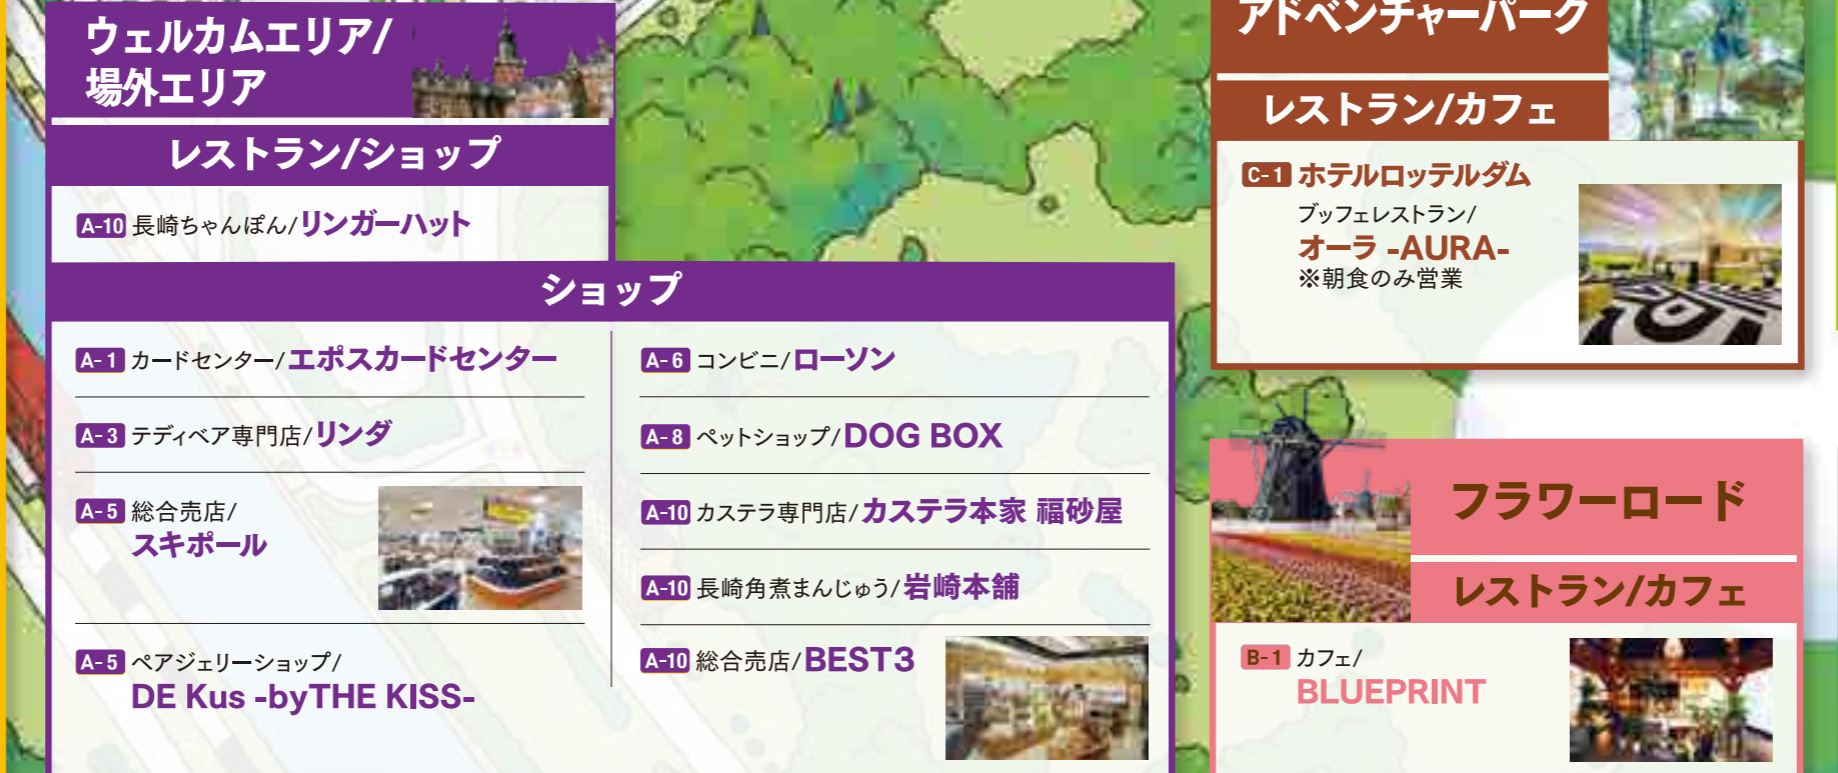 ウェルカムエリア/
場外エリア
レストラン/ショップ
A-10 長崎ちゃんぽん/リンガーハット
ショップ
A-1 カードセンター/エポスカードセンター
A-3 テディベア専門店/リンダ
A-5 総合売店/
スキポール
A-5 ペアジェリーショップ/
DE Kus -byTHE KISS-
A-6 コンビニ/ローソン
A-8 ペットショップ/DOG BOX
A-10 カステラ専門店/カステラ本家 福砂屋
A-10 長崎角煮まんじゅう/岩崎本舗
A-10 総合売店/BEST3
アドベンチャーパーク
レストラン/カフェ
C-1 ホテルロッテルダム
ブッフェレストラン/
オーラ -AURA-
※朝食のみ営業
フラワーロード
レストラン/カフェ
B-1 カフェ/
BLUEPRINT